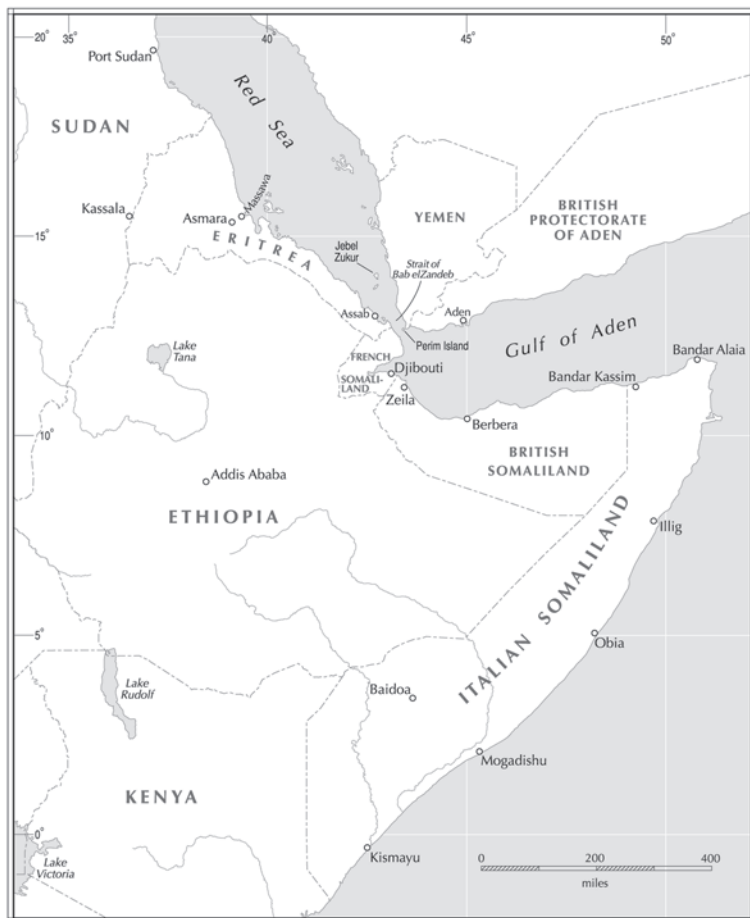 20°
35°
40°
45°
50°
Port Sudan
Red Sea
SUDAN
Kassala
Massawa
Asmara
ERITREA
YEMEN
BRITISH
PROTECTORATE
OF ADEN
15°
Jebel
Zukur
Strait of
Bab elZandeb
Assab
Aden
Perim Island
Gulf of Aden
Lake
Tana
FRENCH
SOMALI-
LAND
Djibouti
Zeila
Bandar Alaia
Bandar Kassim
Berbera
10°
BRITISH
SOMALILAND
Addis Ababa
ETHIOPIA
Illig
ITALIAN SOMALILAND
5°
Obia
Lake
Rudolf
Baidoa
Mogadishu
KENYA
0°
Kismayu
Lake
Victoria
0
200
400
miles